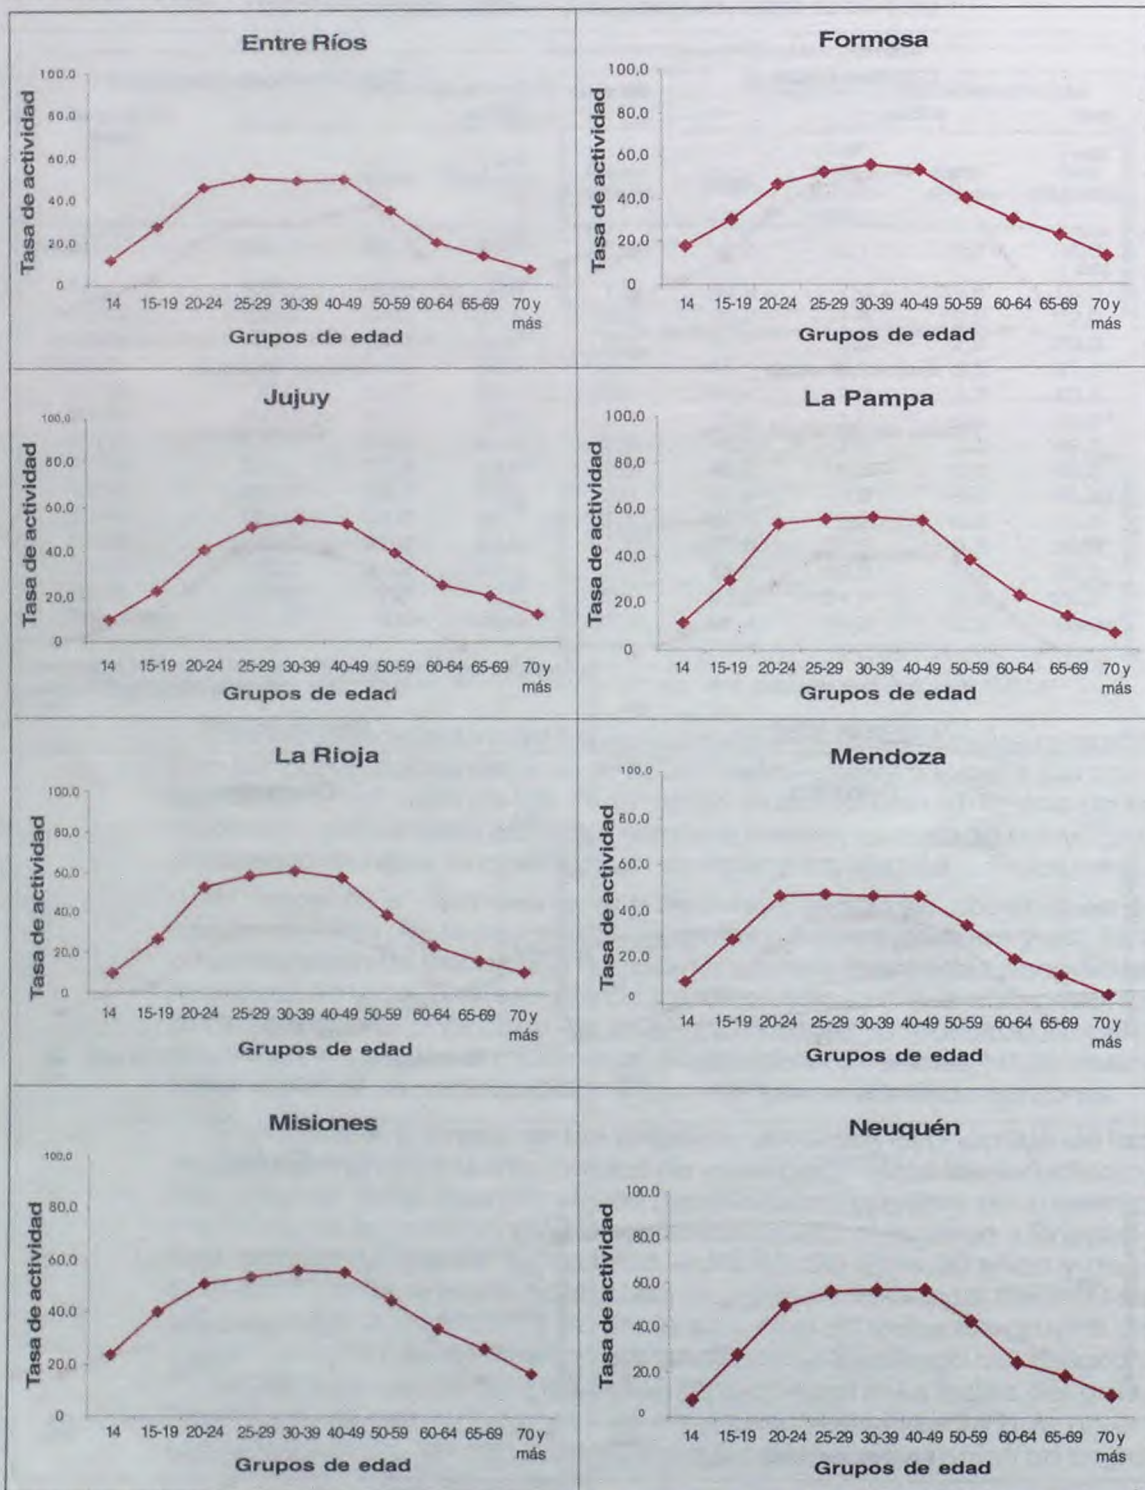 Entre Ríos
Tasa de actividad
100,0
80,0
60,0
40,0
20,0
0
14 15-19 20-24 25-29 30-39 40-49 50-59 60-64 65-69 70 y
más
Grupos de edad
Formosa
Tasa de actividad
100,0
80,0
60,0
40,0
20,0
0
14 15-19 20-24 25-29 30-39 40-49 50-59 60-64 65-69 70 y
más
Grupos de edad
Jujuy
Tasa de actividad
100,0
80,0
60,0
40,0
20,0
0
14 15-19 20-24 25-29 30-39 40-49 50-59 60-64 65-69 70 y
más
Grupos de edad
La Pampa
Tasa de actividad
100,0
80,0
60,0
40,0
20,0
0
14 15-19 20-24 25-29 30-39 40-49 50-59 60-64 65-69 70 y
más
Grupos de edad
La Rioja
Tasa de actividad
100,0
80,0
60,0
40,0
20,0
0
14 15-19 20-24 25-29 30-39 40-49 50-59 60-64 65-69 70 y
más
Grupos de edad
Mendoza
Tasa de actividad
100,0
80,0
60,0
40,0
20,0
0
14 15-19 20-24 25-29 30-39 40-49 50-59 60-64 65-69 70 y
más
Grupos de edad
Misiones
Tasa de actividad
100,0
80,0
60,0
40,0
20,0
0
14 15-19 20-24 25-29 30-39 40-49 50-59 60-64 65-69 70 y
más
Grupos de edad
Neuquén
Tasa de actividad
100,0
80,0
60,0
40,0
20,0
0
14 15-19 20-24 25-29 30-39 40-49 50-59 60-64 65-69 70 y
más
Grupos de edad